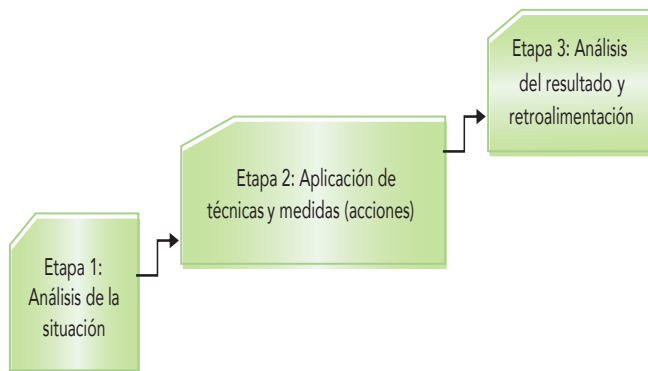 Etapa 1:
Análisis de la
situación
Etapa 2: Aplicación de
técnicas y medidas (acciones)
Etapa 3: Análisis
del resultado y
retroalimentación